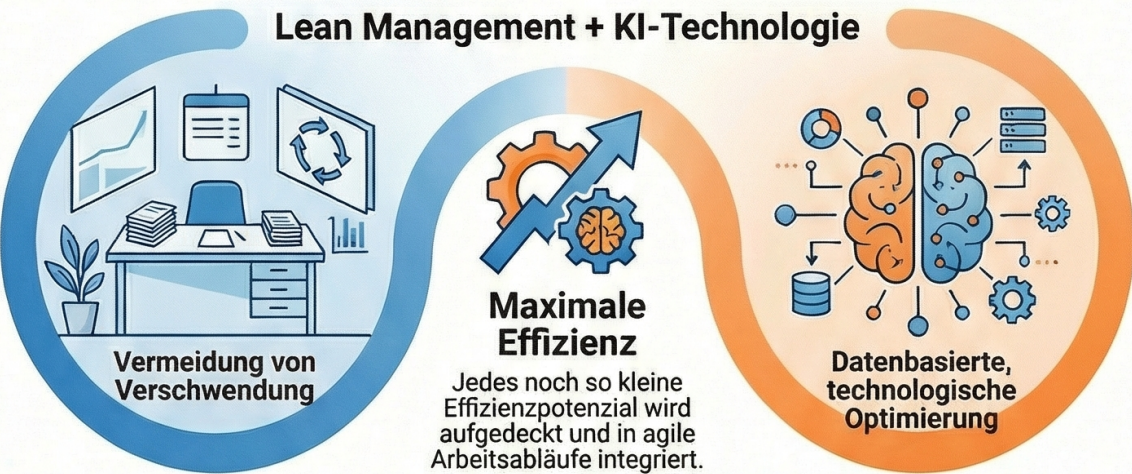 Lean Management + KI-Technologie
Vermeidung von
Verschwendung
Maximale
Effizienz
Jedes noch so kleine
Effizienzpotenzial wird
aufgedeckt und in agile
Arbeitsabläufe integriert.
Datenbasierte,
technologische
Optimierung